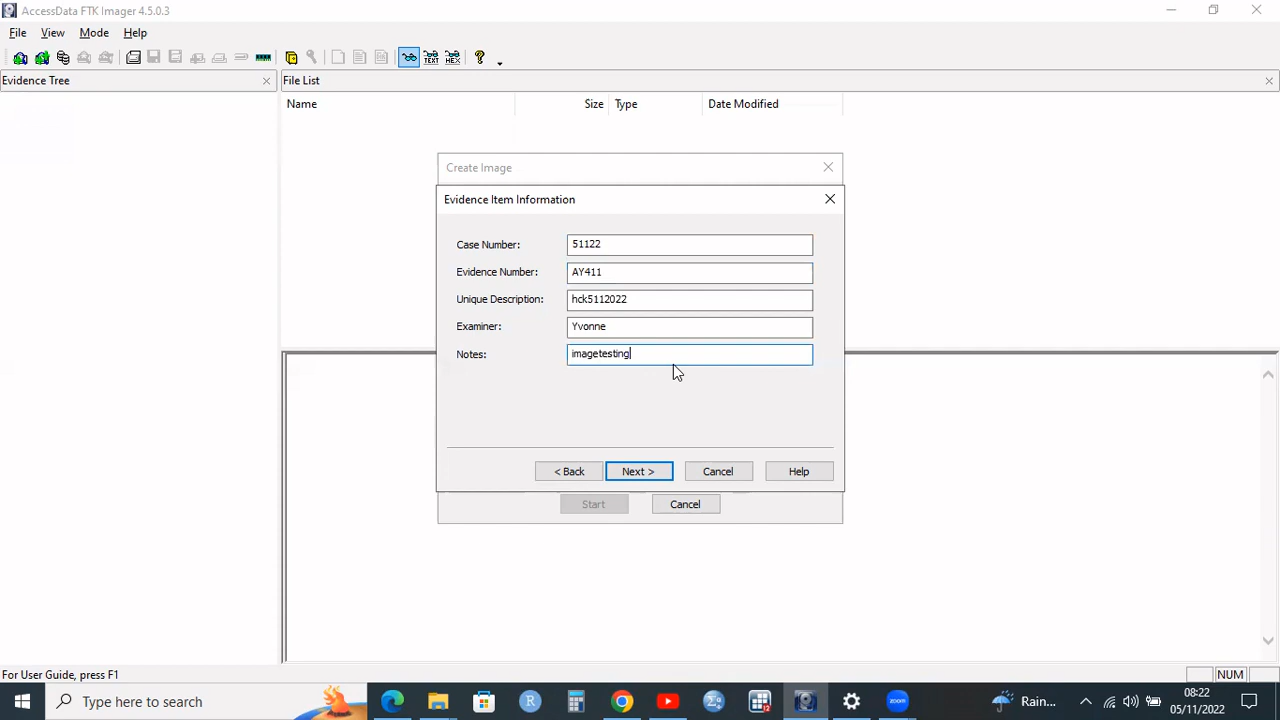 AccessData FTK Imager 4.5.0.3
File View Mode Help
TEXT HEX ?
Evidence Tree
File List
Name Size Type Date Modified
Create Image
Evidence Item Information
Case Number: 51122
Evidence Number: AY411
Unique Description: hck5112022
Examiner: Yvonne
Notes: imagetesting
< Back Next > Cancel Help
Start Cancel
For User Guide, press F1
NUM
Type here to search
R
Rain...
08:22
05/11/2022
zoom